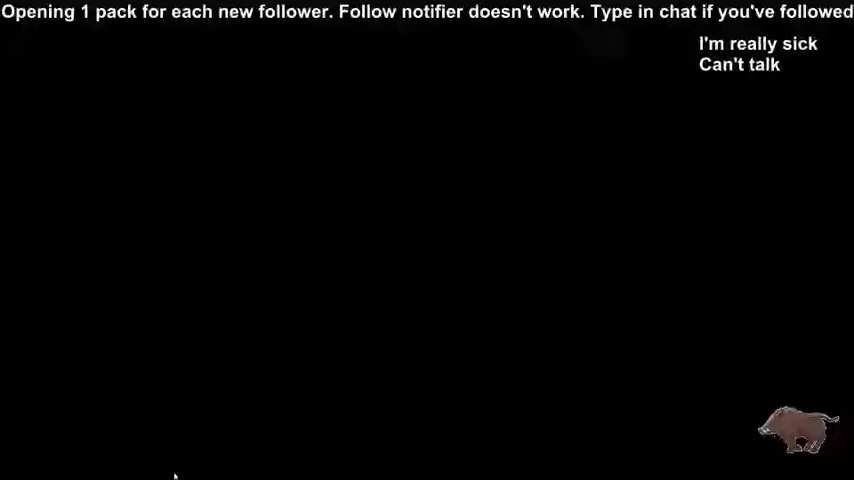 Opening 1 pack for each new follower. Follow notifier doesn't work. Type in chat if you've followed
I'm really sick
Can't talk